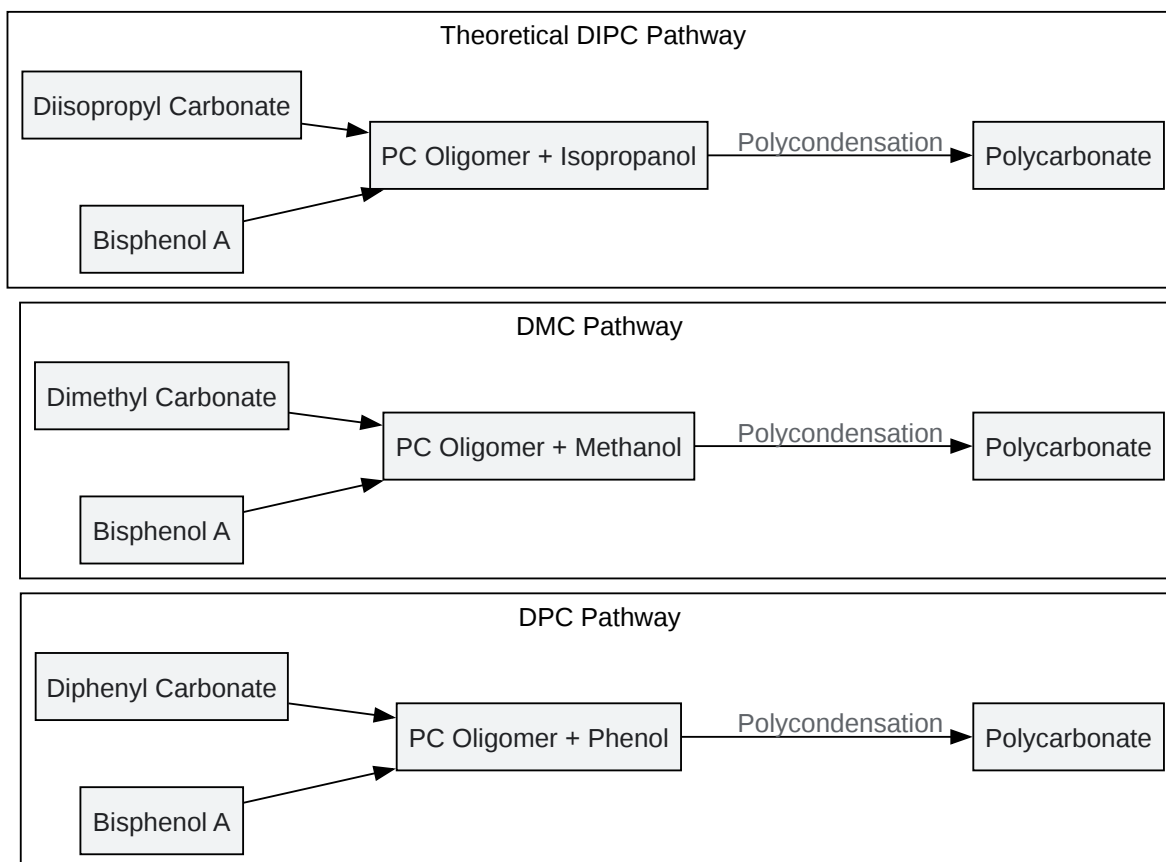 Theoretical DIPC Pathway
Diisopropyl Carbonate
Bisphenol A
PC Oligomer + Isopropanol
Polycondensation
Polycarbonate
DMC Pathway
Dimethyl Carbonate
Bisphenol A
PC Oligomer + Methanol
Polycondensation
Polycarbonate
DPC Pathway
Diphenyl Carbonate
Bisphenol A
PC Oligomer + Phenol
Polycondensation
Polycarbonate